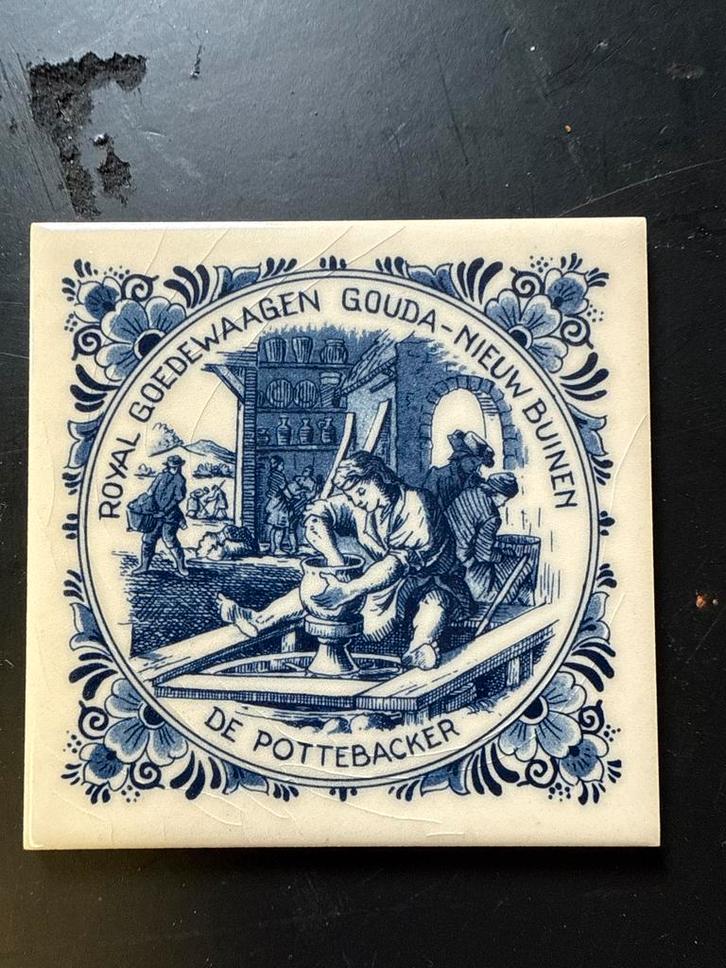 ROYAL GOEDEWAAGEN GOUDA-NIEUW BUINEN
DE POTTEBACKER